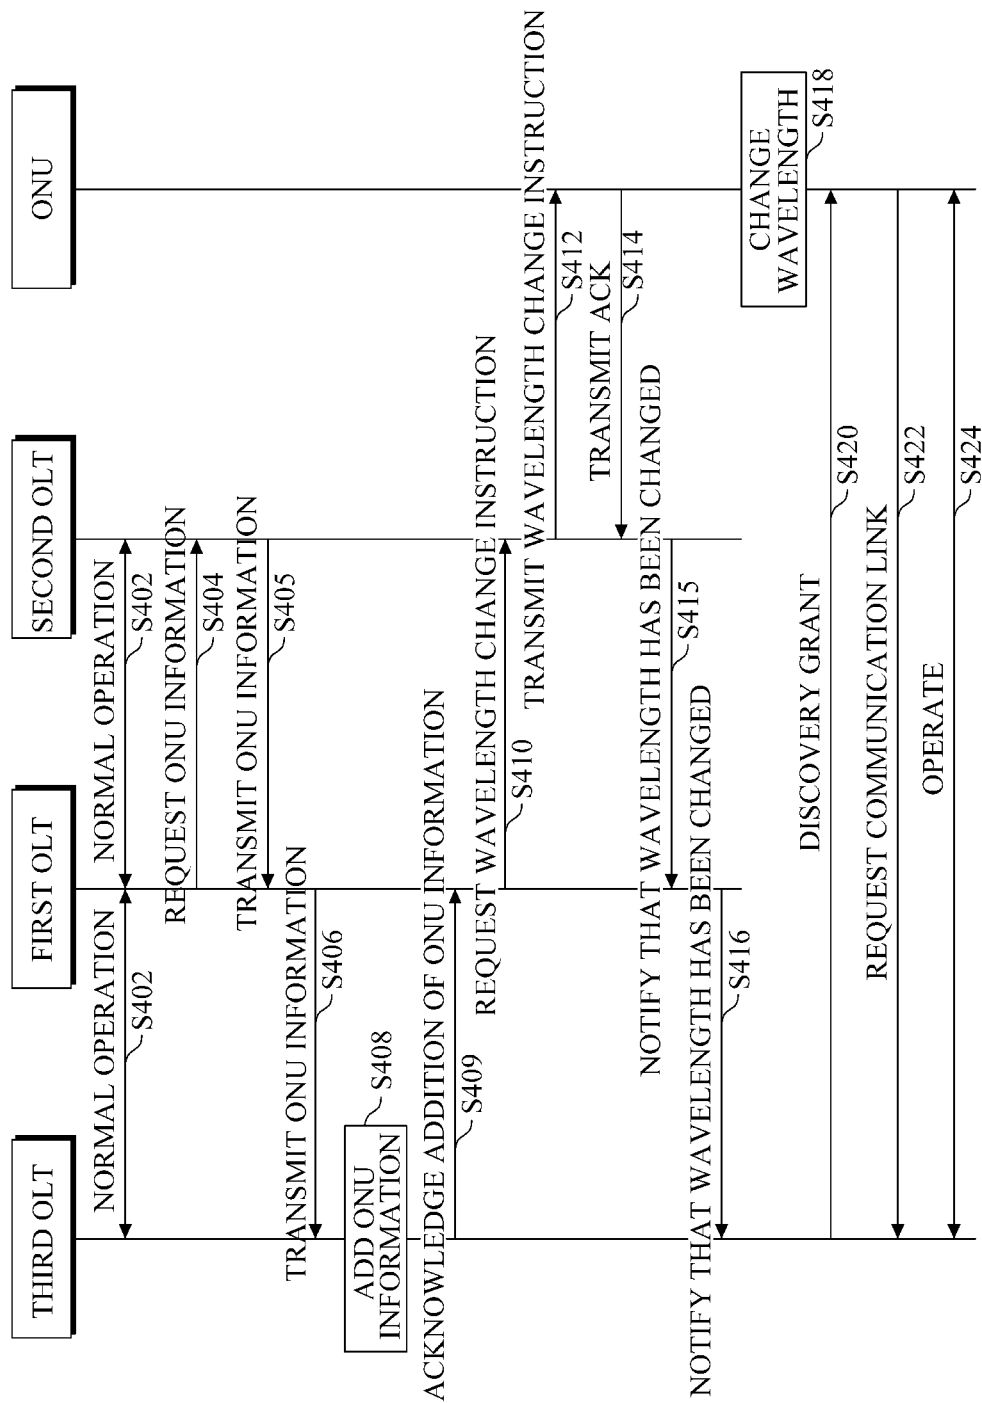 THIRD OLT
FIRST OLT
SECOND OLT
ONU
NORMAL OPERATION
S402
NORMAL OPERATION
S402
REQUEST ONU INFORMATION
S404
TRANSMIT ONU INFORMATION
S405
TRANSMIT ONU INFORMATION
S406
ADD ONU
INFORMATION
S408
ACKNOWLEDGE ADDITION OF ONU INFORMATION
S409
REQUEST WAVELENGTH CHANGE INSTRUCTION
S410
TRANSMIT WAVELENGTH CHANGE INSTRUCTION
S412
TRANSMIT ACK
S414
NOTIFY THAT WAVELENGTH HAS BEEN CHANGED
S415
NOTIFY THAT WAVELENGTH HAS BEEN CHANGED
S416
CHANGE
WAVELENGTH
S418
DISCOVERY GRANT
S420
REQUEST COMMUNICATION LINK
S422
OPERATE
S424